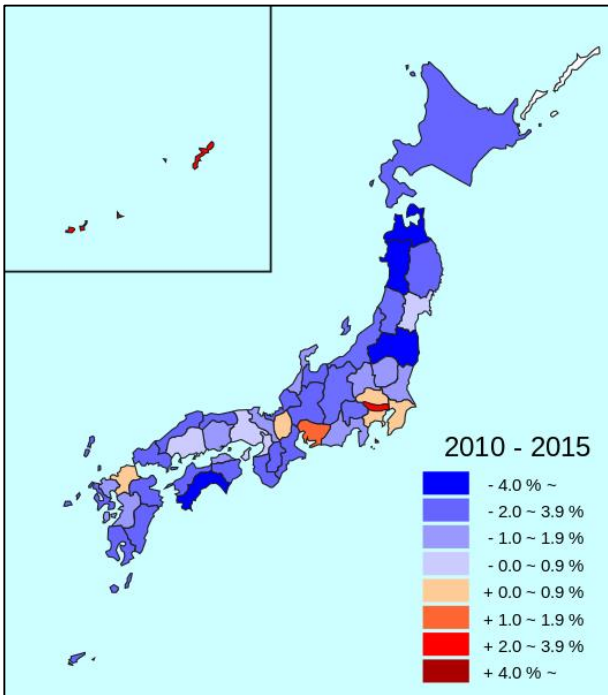 2010 - 2015
- 4.0 % ~
- 2.0 ~ 3.9 %
- 1.0 ~ 1.9 %
- 0.0 ~ 0.9 %
+ 0.0 ~ 0.9 %
+ 1.0 ~ 1.9 %
+ 2.0 ~ 3.9 %
+ 4.0 % ~